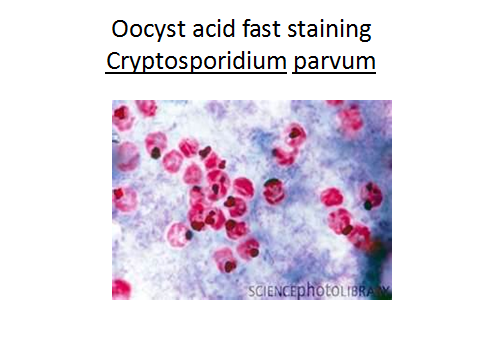 Oocyst acid fast staining
Cryptosporidium parvum
SCIENCEphotoLIBRARY